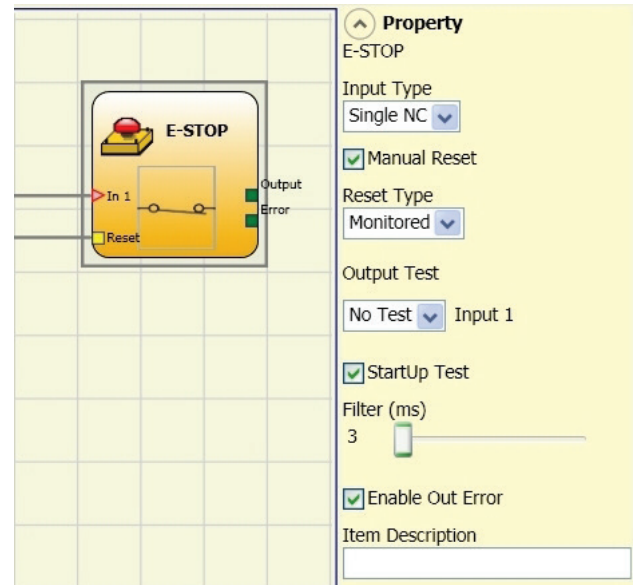 E-STOP
In 1
Output
Error
Reset
Property
E-STOP
Input Type
Single NC
Manual Reset
Reset Type
Monitored
Output Test
No Test Input 1
StartUp Test
Filter (ms)
3
Enable Out Error
Item Description